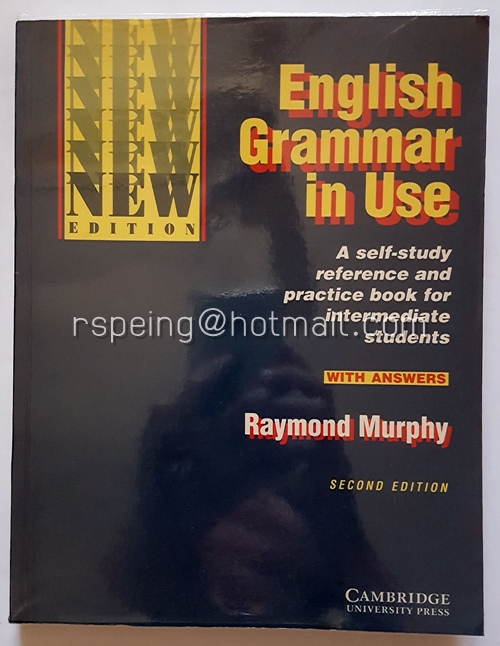 NEW
NEW
NEW
NEW
NEW
NEW
EDITION
English
Grammar
in Use
A self-study
reference and
practice book for
intermediate
students
rspeing@hotmail.com
WITH ANSWERS
Raymond Murphy
SECOND EDITION
CAMBRIDGE
UNIVERSITY PRESS